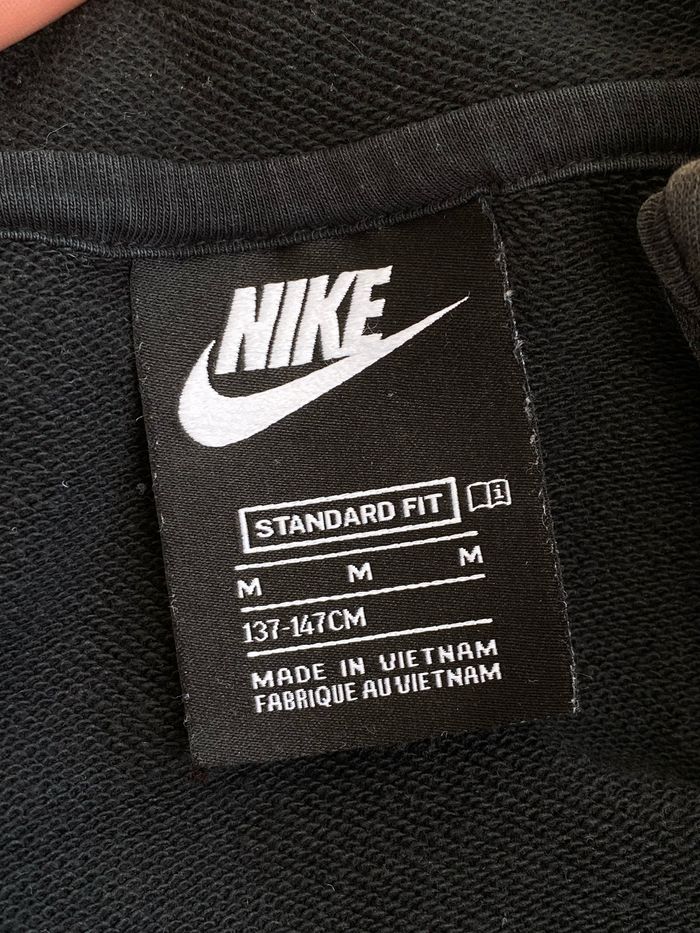 NIKE
STANDARD FIT i
M M M
137-147CM
MADE IN VIETNAM
FABRIQUE AU VIETNAM